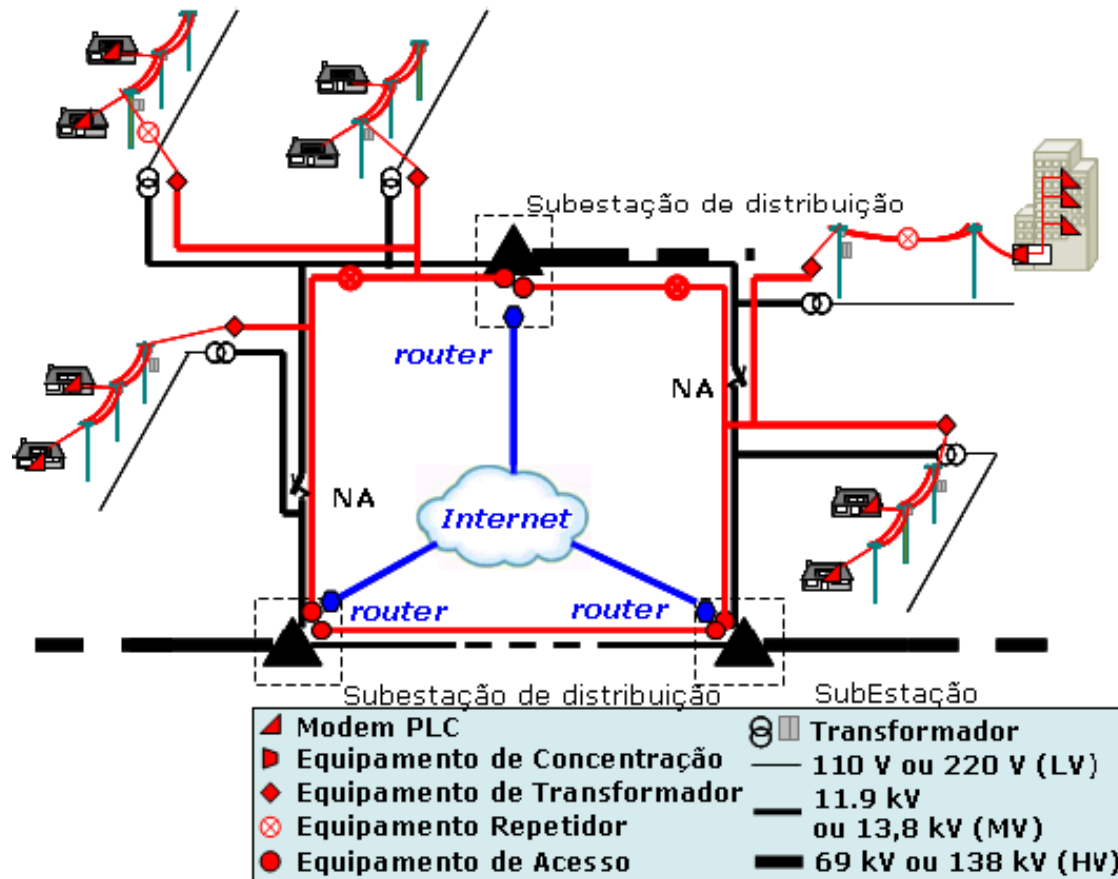 Subestação de distribuição
router
NA
NA
Internet
router
router
Subestação de distribuição
SubEstação
Modem PLC
Equipamento de Concentração
Equipamento de Transformador
Equipamento Repetidor
Equipamento de Acesso
Transformador
110 V ou 220 V (LV)
11.9 kV
ou 13,8 kV (MV)
69 kV ou 138 kV (HV)